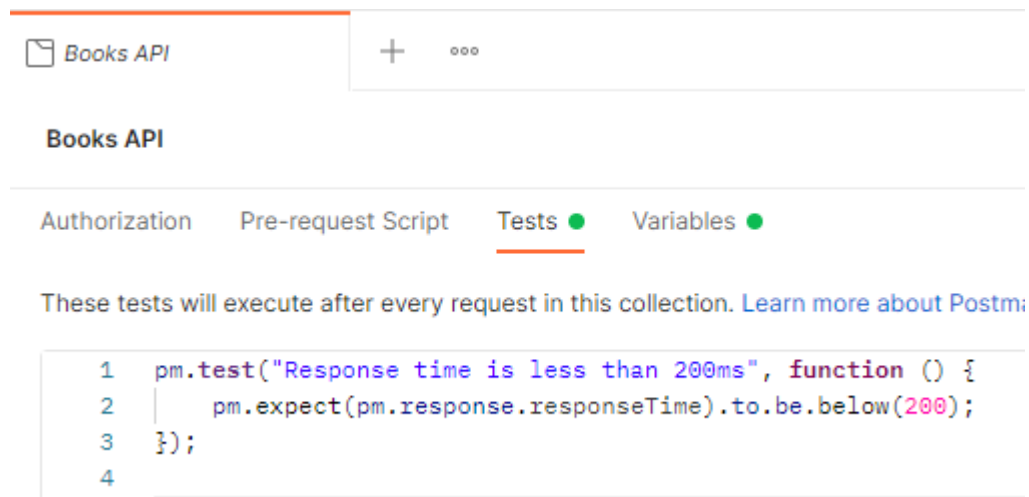 Books API
Books API
Authorization Pre-request Script Tests Variables
These tests will execute after every request in this collection. Learn more about Postma
1 pm.test("Response time is less than 200ms", function () {
2 pm.expect(pm.response.responseTime).to.be.below(200);
3 });
4